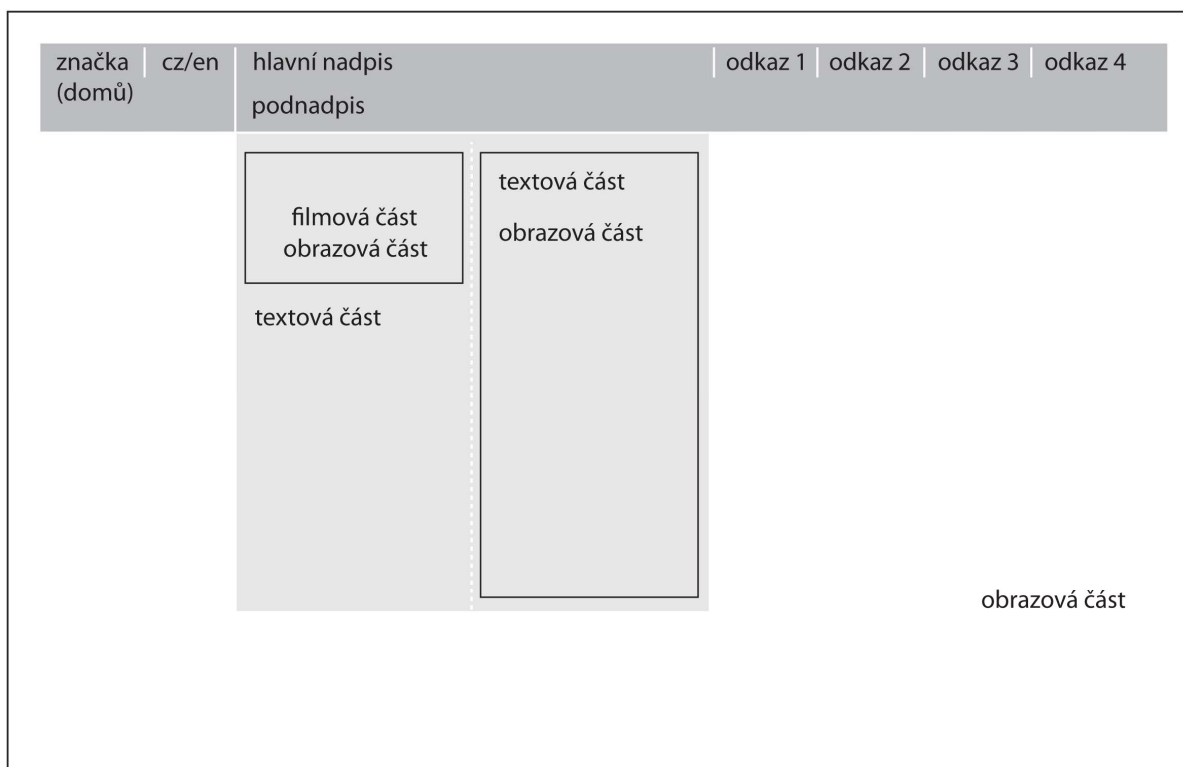 značka
(domů)
cz/en
hlavní nadpis
podnadpis
odkaz 1
odkaz 2
odkaz 3
odkaz 4
filmová část
obrazová část
textová část
textová část
obrazová část
obrazová část